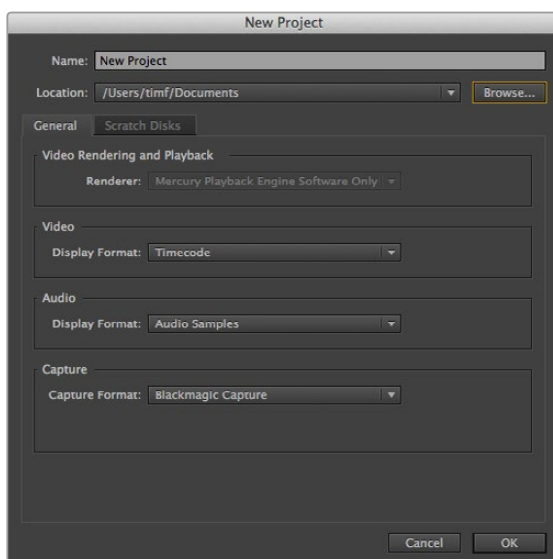 New Project
Name: New Project
Location: /Users/timf/Documents Browse...
General Scratch Disks
Video Rendering and Playback
Renderer: Mercury Playback Engine Software Only
Video
Display Format: Timecode
Audio
Display Format: Audio Samples
Capture
Capture Format: Blackmagic Capture
Cancel OK